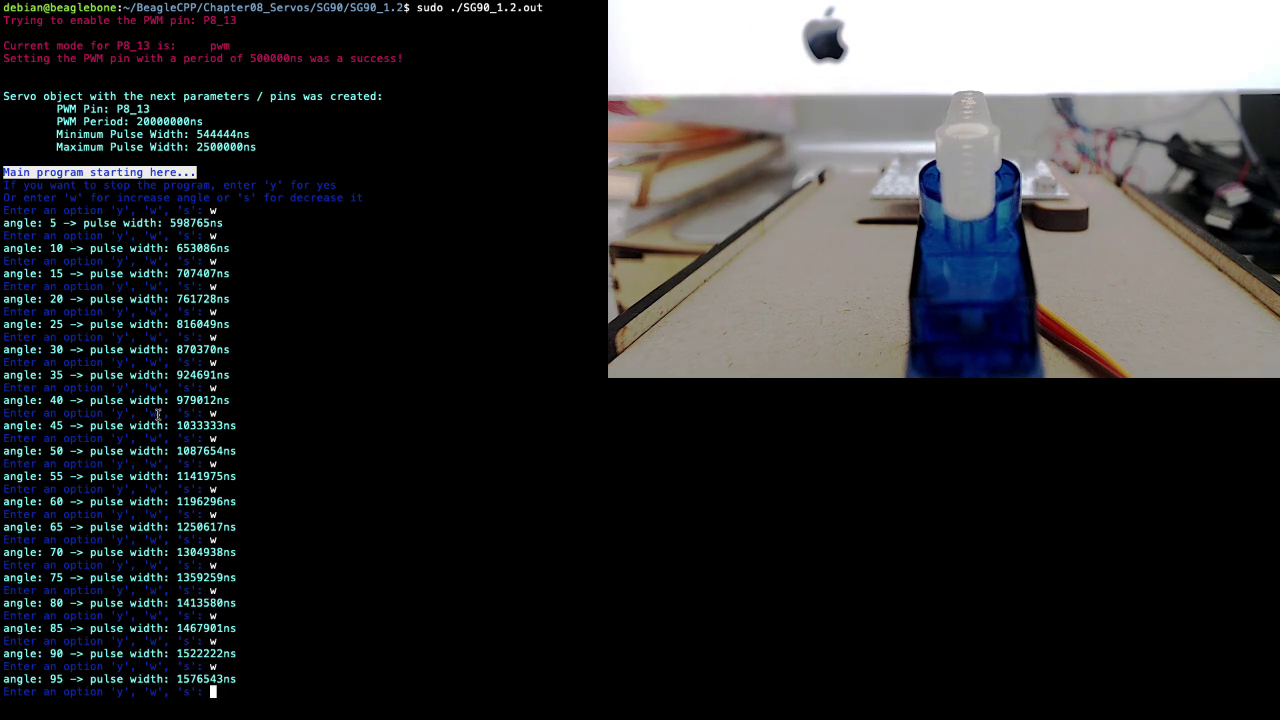 debian@beaglebone:~/BeagleCPP/Chapter08_Servos/SG90/SG90_1.2$ sudo ./SG90_1.2.out
Trying to enable the PWM pin: P8_13
Current mode for P8_13 is: pwm
Setting the PWM pin with a period of 500000ns was a success!
Servo object with the next parameters / pins was created:
PWM Pin: P8_13
PWM Period: 20000000ns
Minimum Pulse Width: 544444ns
Maximum Pulse Width: 2500000ns
Main program starting here...
If you want to stop the program, enter 'y' for yes
Or enter 'w' for increase angle or 's' for decrease it
Enter an option 'y', 'w', 's': w
angle: 5 -> pulse width: 598765ns
Enter an option 'y', 'w', 's': w
angle: 10 -> pulse width: 653086ns
Enter an option 'y', 'w', 's': w
angle: 15 -> pulse width: 707407ns
Enter an option 'y', 'w', 's': w
angle: 20 -> pulse width: 761728ns
Enter an option 'y', 'w', 's': w
angle: 25 -> pulse width: 816049ns
Enter an option 'y', 'w', 's': w
angle: 30 -> pulse width: 870370ns
Enter an option 'y', 'w', 's': w
angle: 35 -> pulse width: 924691ns
Enter an option 'y', 'w', 's': w
angle: 40 -> pulse width: 979012ns
Enter an option 'y', 'w', 's': w
angle: 45 -> pulse width: 1033333ns
Enter an option 'y', 'w', 's': w
angle: 50 -> pulse width: 1087654ns
Enter an option 'y', 'w', 's': w
angle: 55 -> pulse width: 1141975ns
Enter an option 'y', 'w', 's': w
angle: 60 -> pulse width: 1196296ns
Enter an option 'y', 'w', 's': w
angle: 65 -> pulse width: 1250617ns
Enter an option 'y', 'w', 's': w
angle: 70 -> pulse width: 1304938ns
Enter an option 'y', 'w', 's': w
angle: 75 -> pulse width: 1359259ns
Enter an option 'y', 'w', 's': w
angle: 80 -> pulse width: 1413580ns
Enter an option 'y', 'w', 's': w
angle: 85 -> pulse width: 1467901ns
Enter an option 'y', 'w', 's': w
angle: 90 -> pulse width: 1522222ns
Enter an option 'y', 'w', 's': w
angle: 95 -> pulse width: 1576543ns
Enter an option 'y', 'w', 's':